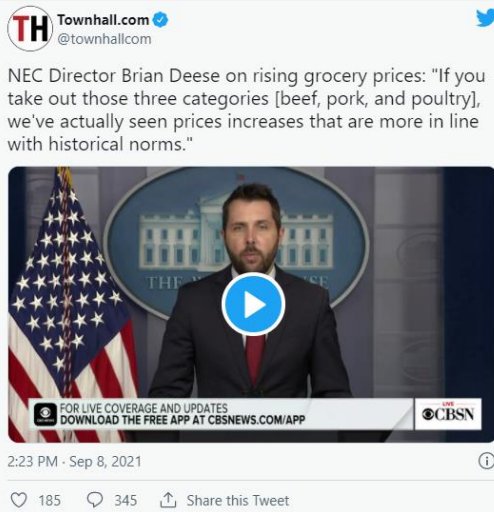 TH Townhall.com
@townhallcom
NEC Director Brian Deese on rising grocery prices: "If you
take out those three categories [beef, pork, and poultry],
we've actually seen prices increases that are more in line
with historical norms."
THE
SE
FOR LIVE COVERAGE AND UPDATES
DOWNLOAD THE FREE APP AT CBSNEWS.COM/APP
LIVE
CBSN
2:23 PM · Sep 8, 2021
185 345 Share this Tweet